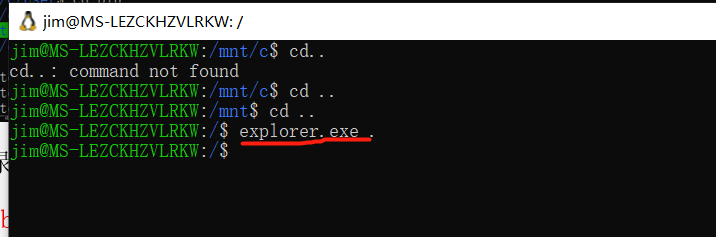 jim@MS-LEZCKHZVLRKW: /
jim@MS-LEZCKHZVLRKW:/mnt/c$ cd..
cd..: command not found
jim@MS-LEZCKHZVLRKW:/mnt/c$ cd ..
jim@MS-LEZCKHZVLRKW:/mnt$ cd ..
jim@MS-LEZCKHZVLRKW:/$ explorer.exe .
jim@MS-LEZCKHZVLRKW:/$